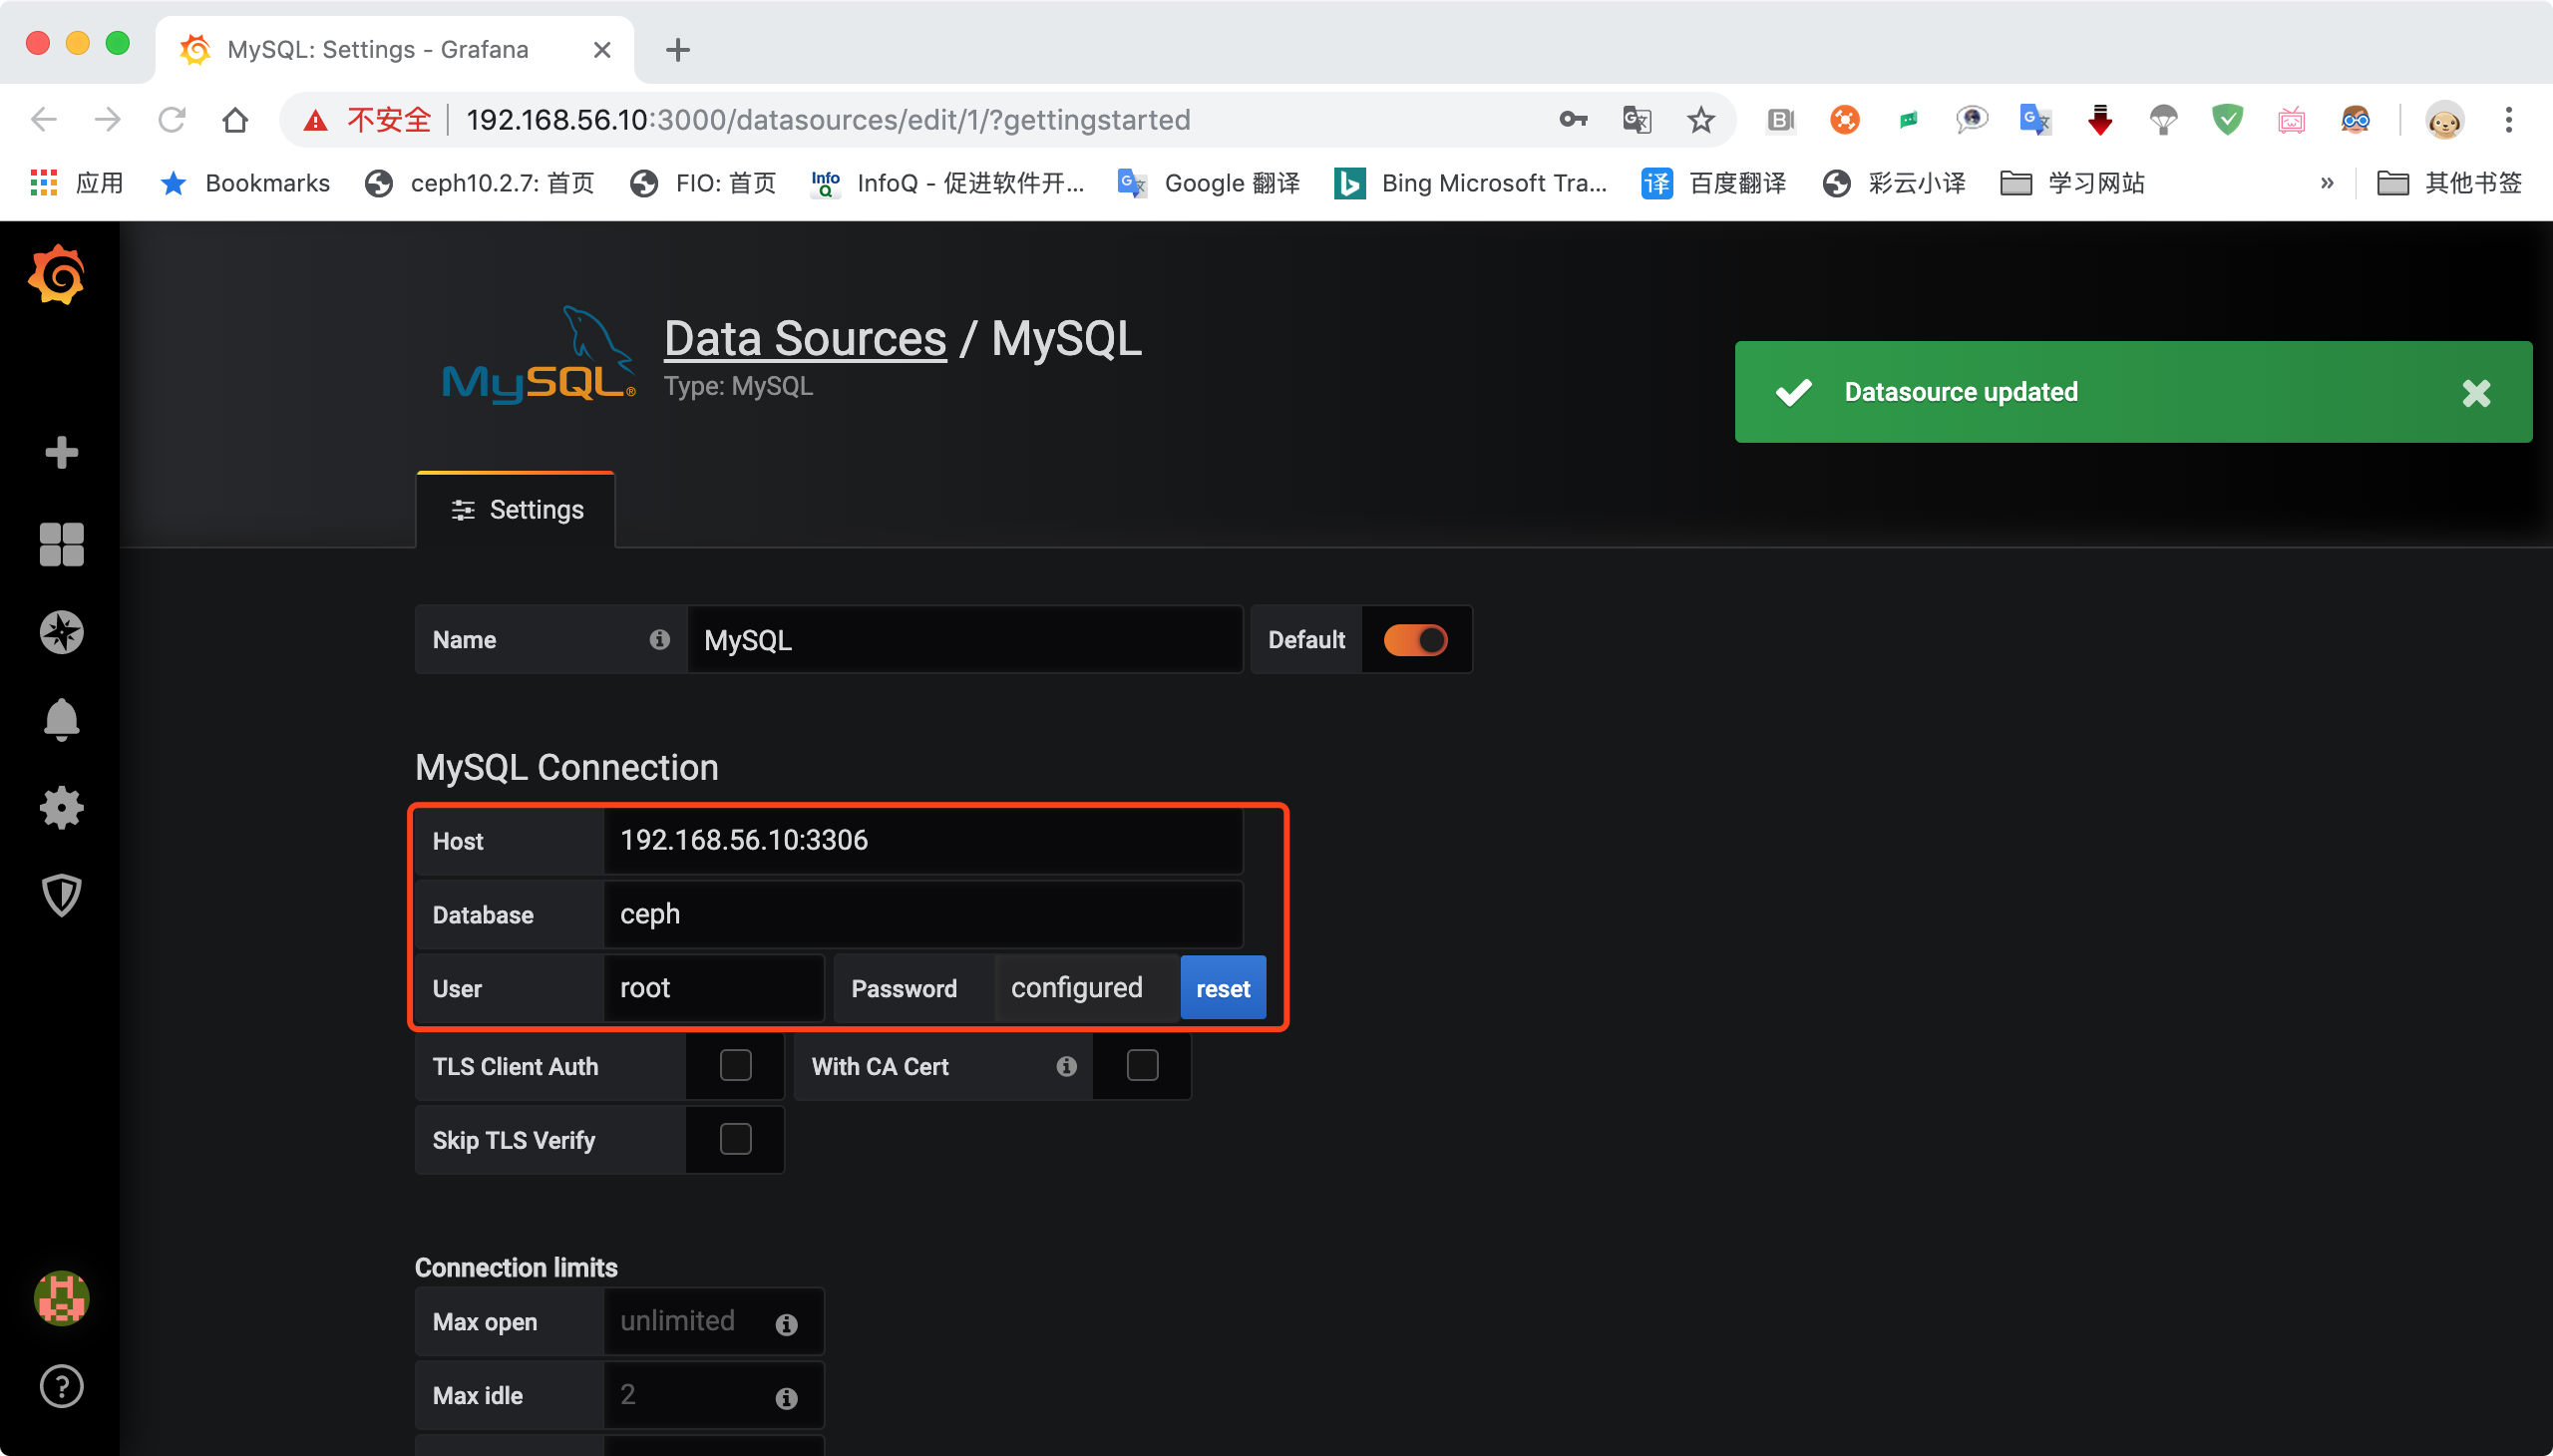 MySQL: Settings - Grafana
不安全 192.168.56.10:3000/datasources/edit/1/?gettingstarted
应用 Bookmarks ceph10.2.7: 首页 FIO: 首页 Info Q InfoQ - 促进软件开... Google 翻译 Bing Microsoft Tra... 译 百度翻译 彩云小译 学习网站 » 其他书签
MySQL® Data Sources / MySQL
Type: MySQL
Datasource updated
Settings
Name MySQL Default
MySQL Connection
Host 192.168.56.10:3306
Database ceph
User root Password configured reset
TLS Client Auth With CA Cert
Skip TLS Verify
Connection limits
Max open unlimited
Max idle 2